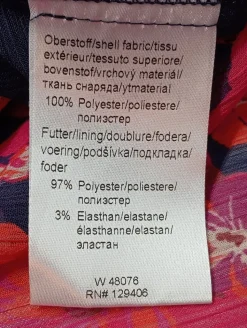 Oberstoff/shell fabric/tissu
extérieur/tessuto superiore/
bovenstof/vrchový materiál/
ткань снаряда/ytmaterial
100% Polyester/poliestere/
полиэстер
Futter/lining/doublure/fodera/
voering/podšívka/подкладка/
foder
97% Polyester/poliestere/
полиэстер
3% Elasthan/elastane/
élasthanne/elastan/
эластан
W 48076
RN# 129406